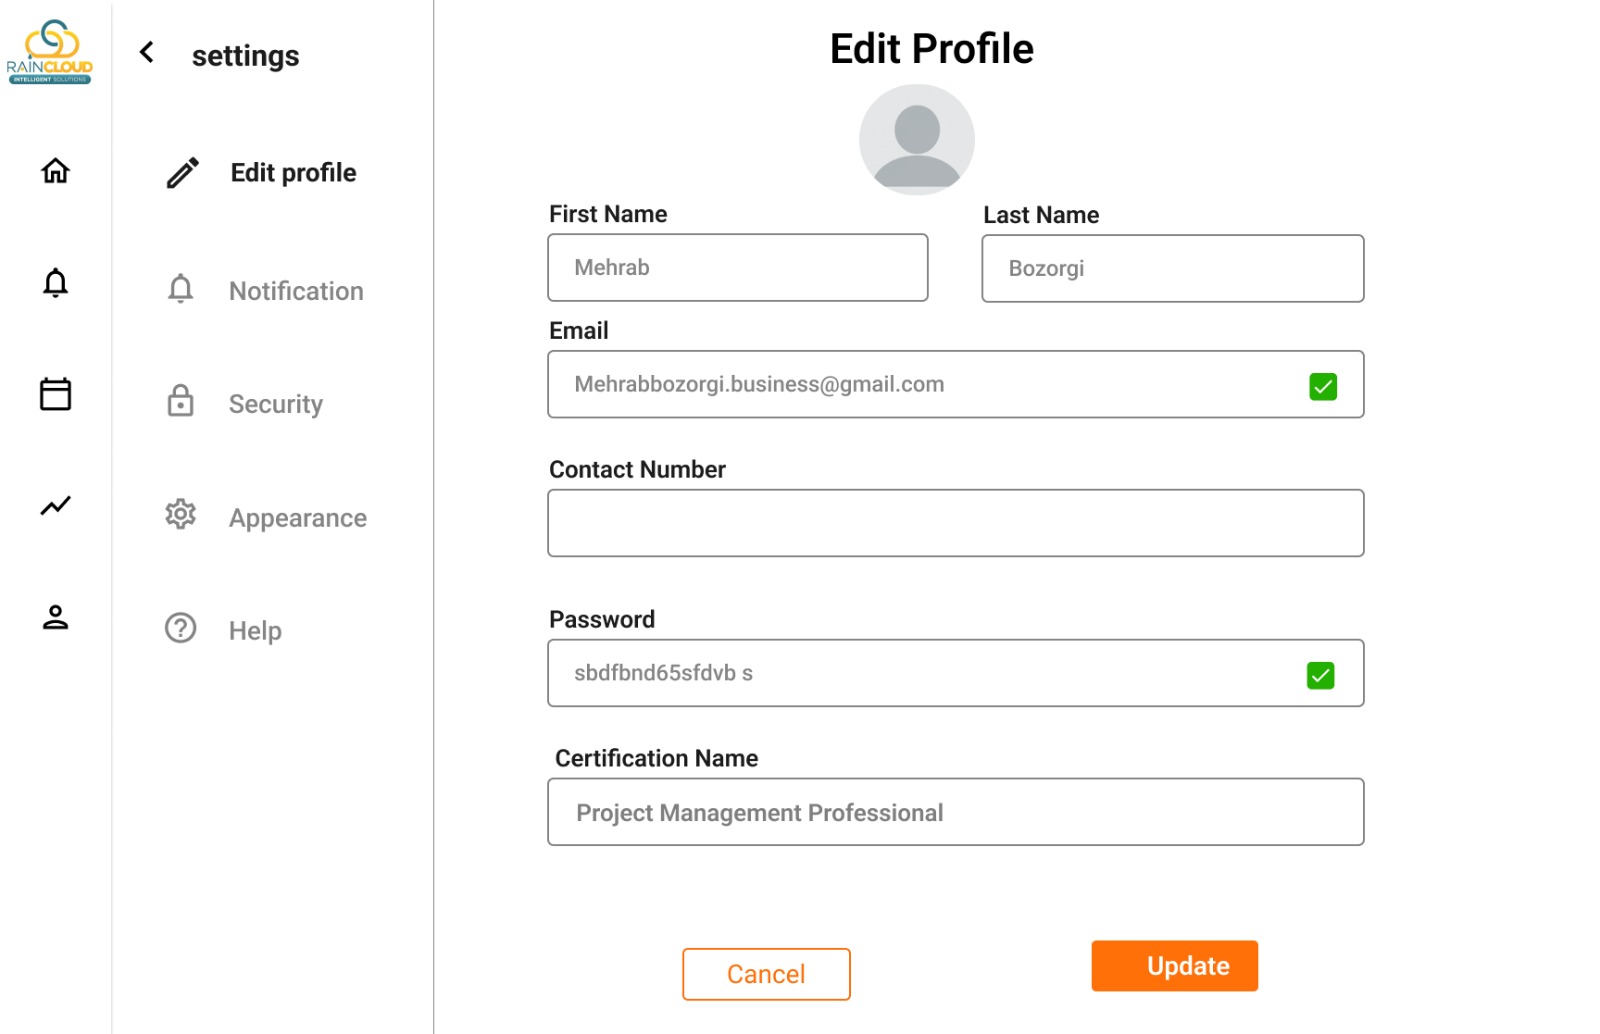 RAINCLOUD
INTELLIGENT SOLUTIONS
settings
Edit profile
Notification
Security
Appearance
Help
Edit Profile
First Name
Last Name
Mehrab
Bozorgi
Email
Mehrabbozorgi.business@gmail.com
Contact Number
Password
sbdfbnd65sfdvb s
Certification Name
Project Management Professional
Cancel
Update